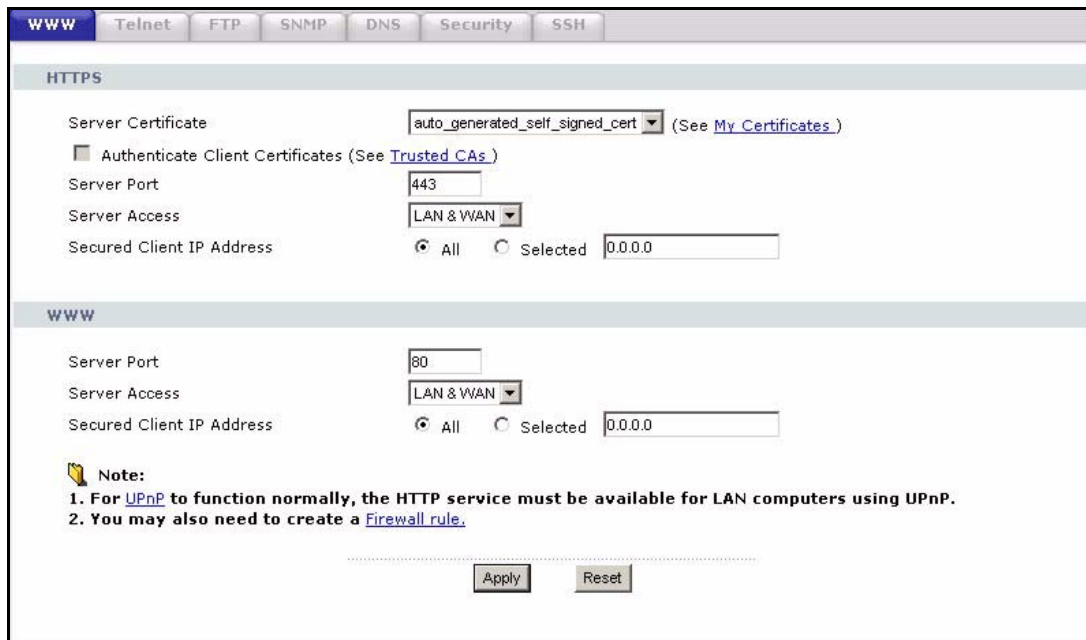 WWW Telnet FTP SNMP DNS Security SSH
HTTPS
Server Certificate auto_generated_self_signed_cert (See My Certificates )
Authenticate Client Certificates (See Trusted CAs )
Server Port 443
Server Access LAN & WAN
Secured Client IP Address All Selected 0.0.0.0
WWW
Server Port 80
Server Access LAN & WAN
Secured Client IP Address All Selected 0.0.0.0
Note:
1. For UPnP to function normally, the HTTP service must be available for LAN computers using UPnP.
2. You may also need to create a Firewall rule.
Apply Reset